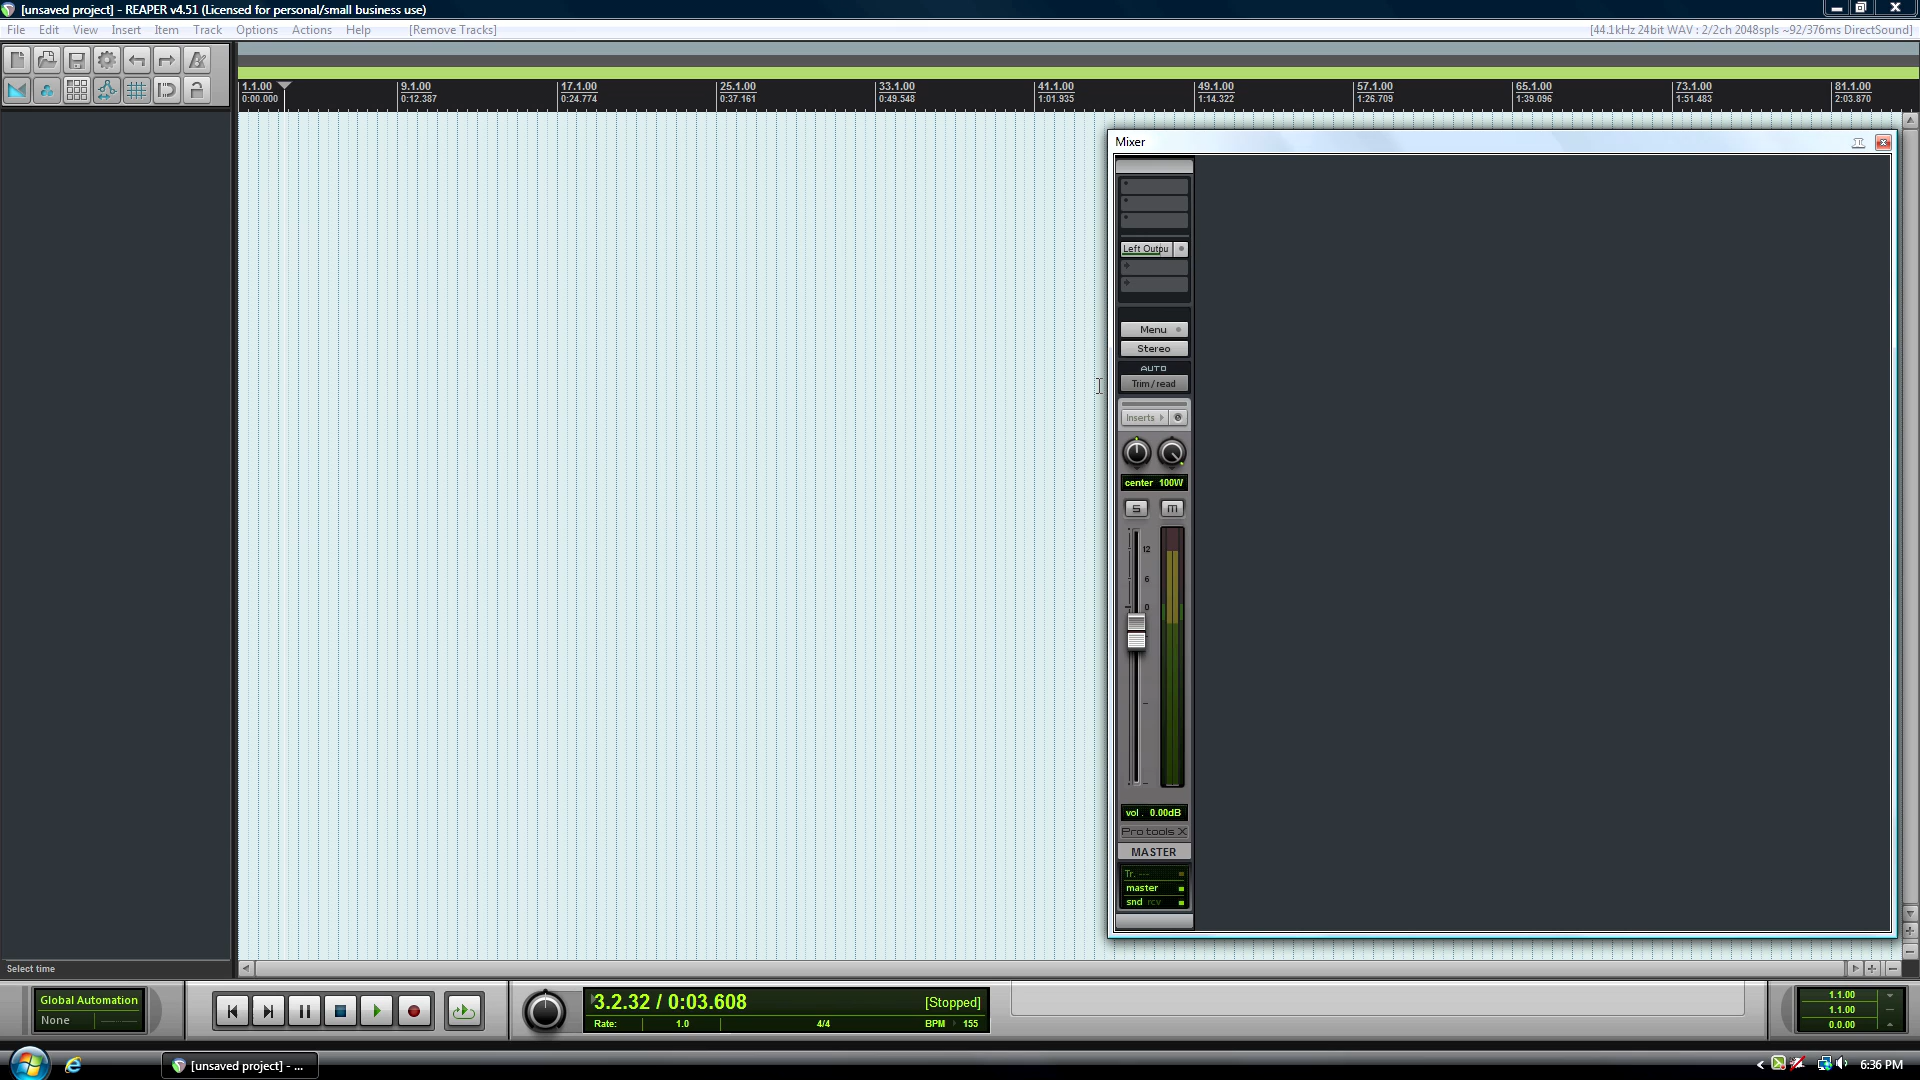 [unsaved project] - REAPER v4.51 (Licensed for personal/small business use)
File Edit View Insert Item Track Options Actions Help [Remove Tracks] [44.1kHz 24bit WAV : 2/2ch 2048spls ~92/376ms DirectSound]
1.1.00 9.1.00 17.1.00 25.1.00 33.1.00 41.1.00 49.1.00 57.1.00 65.1.00 73.1.00 81.1.00
0:00.000 0:12.387 0:24.774 0:37.161 0:49.548 1:01.935 1:14.322 1:26.709 1:39.096 1:51.483 2:03.870
Mixer
Left Outpu
Menu
Stereo
AUTO
Trim/read
Inserts
center 100W
S m
12
6
0
vol. 0.00dB
Pro tools X
MASTER
Tr. ---
master
snd rcv
Select time
Global Automation
None
3.2.32 / 0:03.608 [Stopped]
Rate: 1.0 4/4 BPM 155
1.1.00
1.1.00
0.0.00
[unsaved project] - ...
6:36 PM